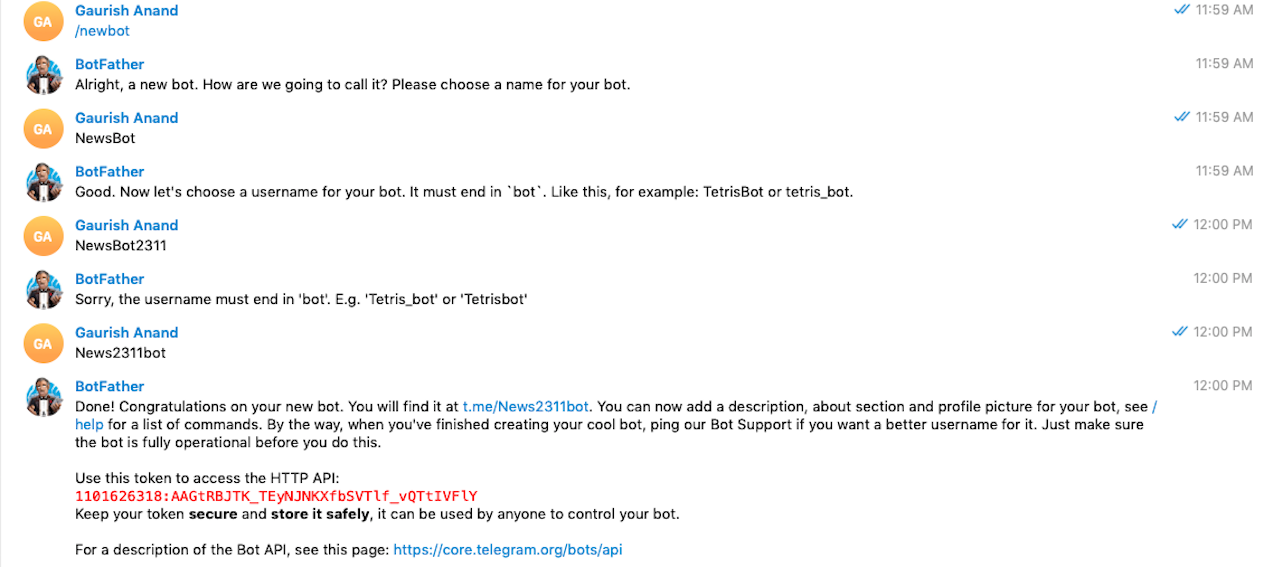 GA
Gaurish Anand
11:59 AM
/newbot
BotFather
11:59 AM
Alright, a new bot. How are we going to call it? Please choose a name for your bot.
GA
Gaurish Anand
11:59 AM
NewsBot
BotFather
11:59 AM
Good. Now let's choose a username for your bot. It must end in `bot`. Like this, for example: TetrisBot or tetris_bot.
GA
Gaurish Anand
12:00 PM
NewsBot2311
BotFather
12:00 PM
Sorry, the username must end in 'bot'. E.g. 'Tetris_bot' or 'Tetrisbot'
GA
Gaurish Anand
12:00 PM
News2311bot
BotFather
12:00 PM
Done! Congratulations on your new bot. You will find it at t.me/News2311bot. You can now add a description, about section and profile picture for your bot, see /
help for a list of commands. By the way, when you've finished creating your cool bot, ping our Bot Support if you want a better username for it. Just make sure
the bot is fully operational before you do this.
Use this token to access the HTTP API:
1101626318:AAGtRBJTK_TEyNJNKXfbSVTlf_vQTtIVFlY
Keep your token secure and store it safely, it can be used by anyone to control your bot.
For a description of the Bot API, see this page: https://core.telegram.org/bots/api